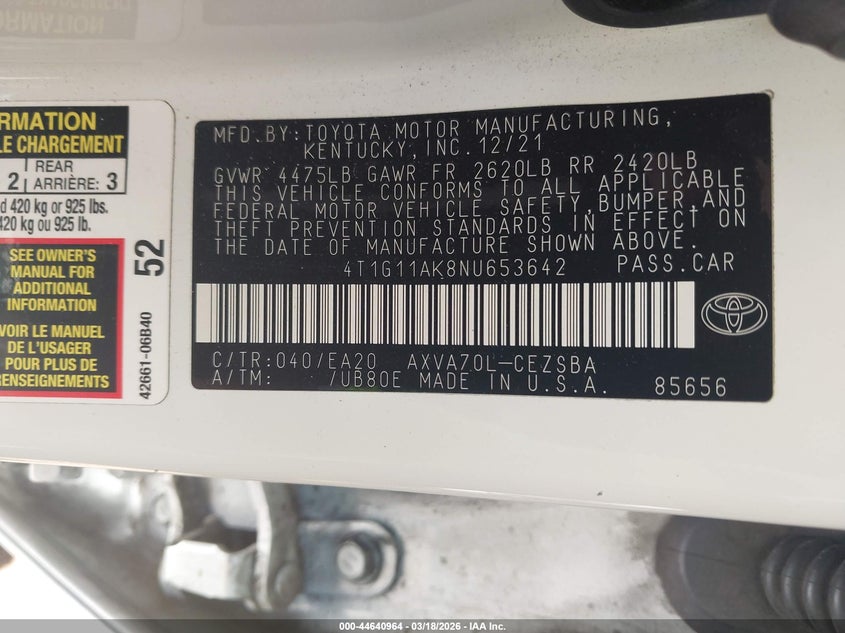 RMATION
LE CHARGEMENT
2 REAR
ARRIÈRE: 3
d 420 kg or 925 lbs.
420 kg ou 925 lb.
SEE OWNER'S
MANUAL FOR
ADDITIONAL
INFORMATION
VOIR LE MANUEL
DE L'USAGER
POUR PLUS DE
RENSEIGNEMENTS
52
42661-06B40
MFD.BY:TOYOTA MOTOR MANUFACTURING,
KENTUCKY,INC.12/21
GVWR 4475LB GAWR FR 2620LB RR 2420LB
THIS VEHICLE CONFORMS TO ALL APPLICABLE
FEDERAL MOTOR VEHICLE SAFETY,BUMPER,AND
THEFT PREVENTION STANDARDS IN EFFECT ON
THE DATE OF MANUFACTURE SHOWN ABOVE.
4T1G11AK8NU653642 PASS.CAR
C/TR:040/EA20 AXVA70L-CEZSBA
A/TM: /UB80E MADE IN U.S.A. 85656
000-44640964 — 03/18/2026 — IAA Inc.